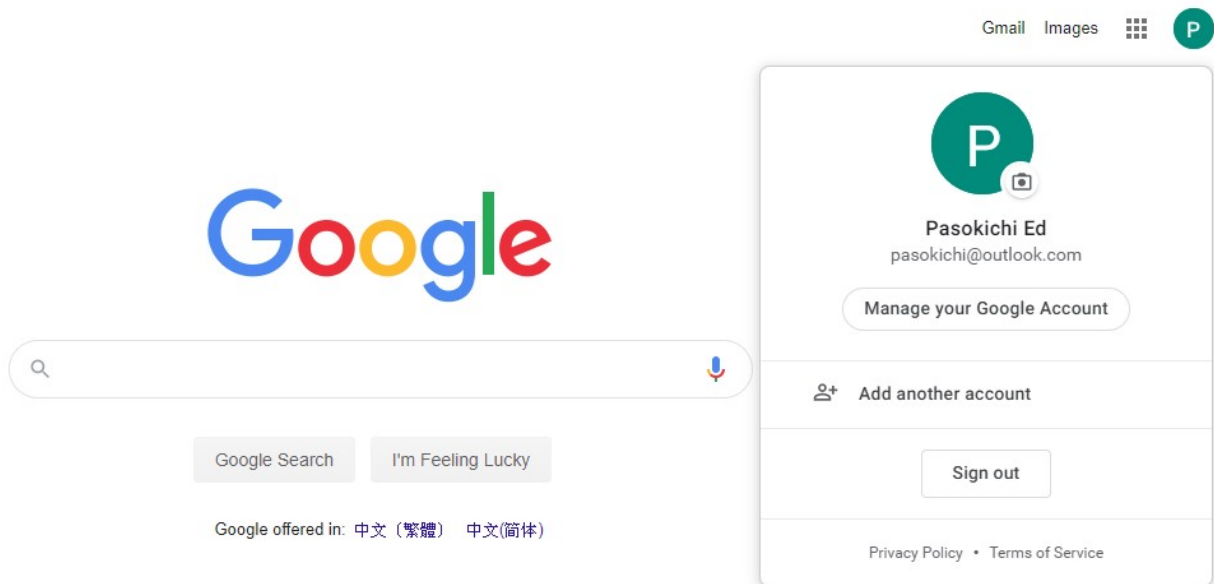 Gmail Images
P
P
Pasokichi Ed
pasokichi@outlook.com
Manage your Google Account
Add another account
Sign out
Privacy Policy • Terms of Service
Google
Google Search I'm Feeling Lucky
Google offered in: 中文（繁體） 中文(简体)